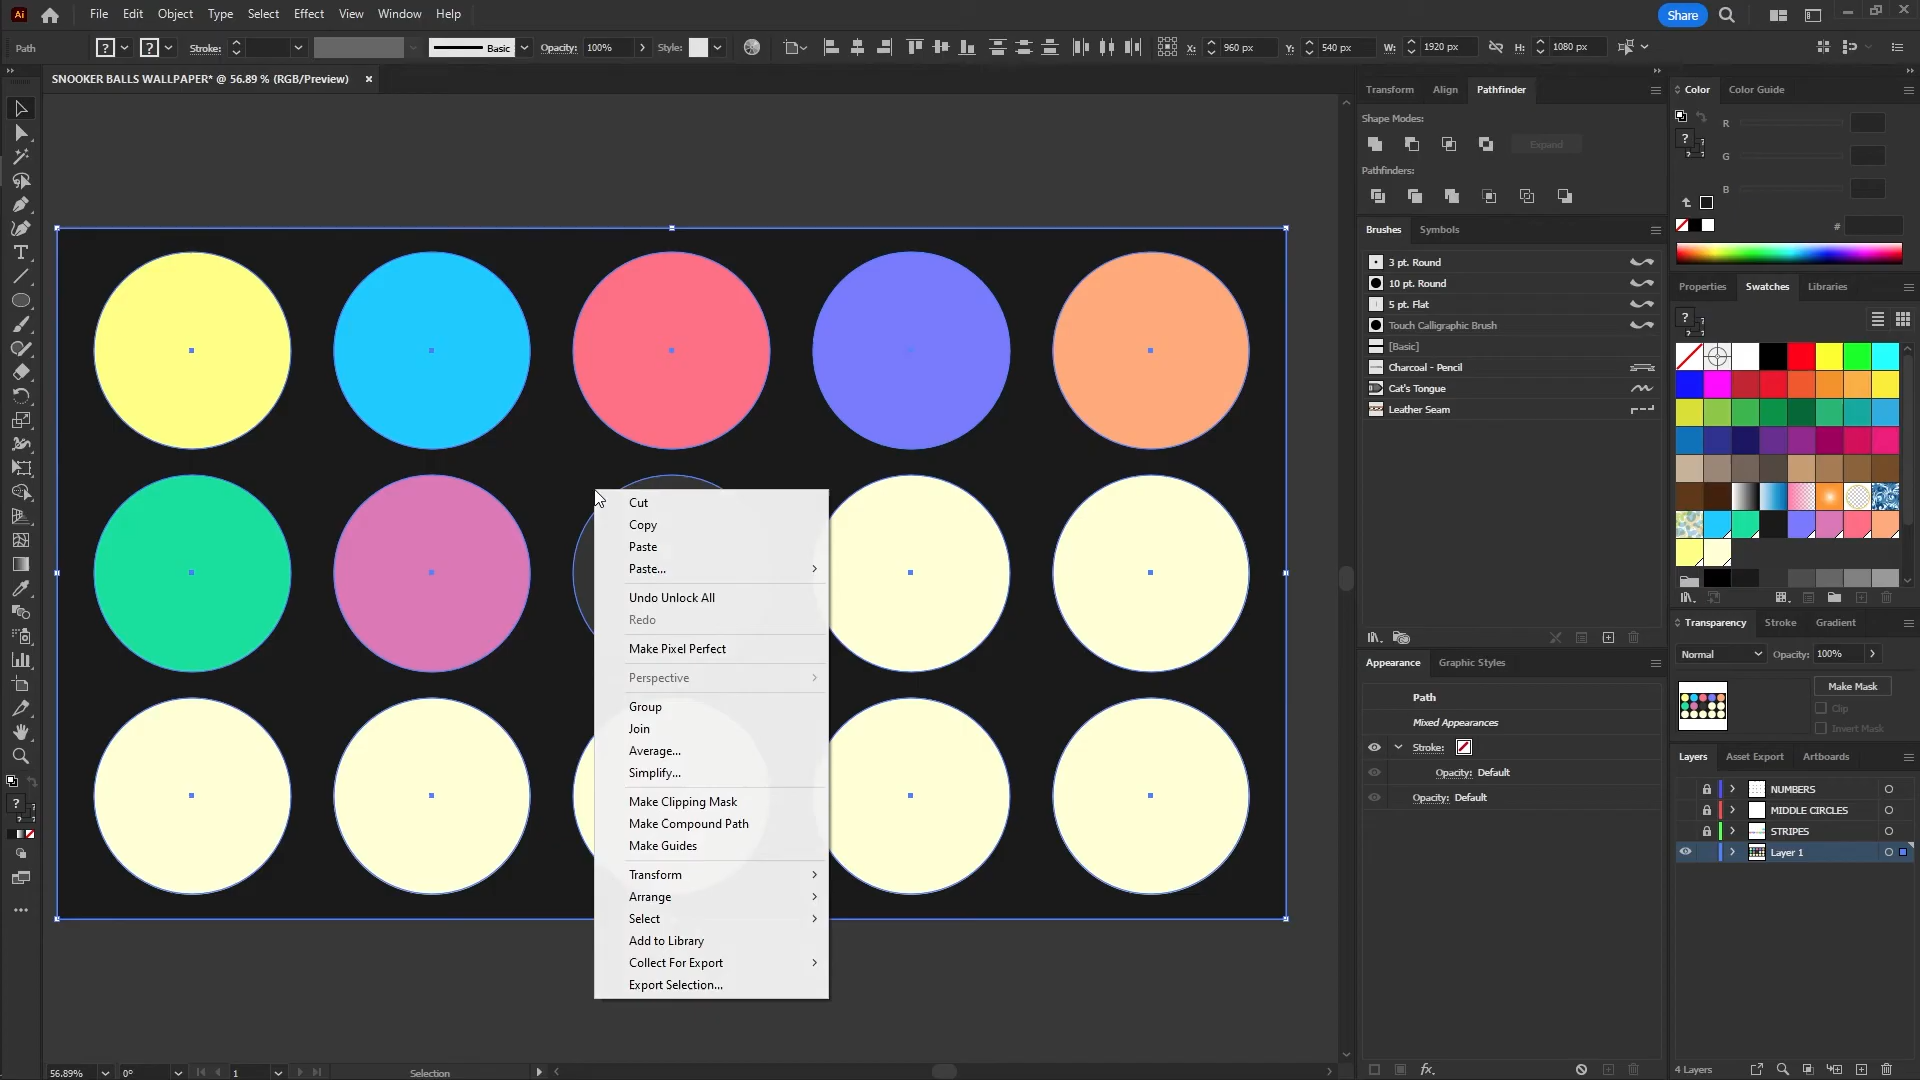 Ai File Edit Object Type Select Effect View Window Help Share
Path ? ? Stroke: Basic Opacity: 100% Style: X: 960 px Y: 540 px W: 1920 px H: 1080 px
SNOOKER BALLS WALLPAPER* @ 56.89 % (RGB/Preview) ×
Transform Align Pathfinder
Shape Modes:
Expand
Pathfinders:
Brushes Symbols
3 pt. Round
10 pt. Round
5 pt. Flat
Touch Calligraphic Brush
[Basic]
Charcoal - Pencil
Cat's Tongue
Leather Seam
Appearance Graphic Styles
Path
Mixed Appearances
Stroke:
Opacity: Default
Opacity: Default
fx
Color Color Guide
R
? G
B
#
Properties Swatches Libraries
?
Transparency Stroke Gradient
Normal Opacity: 100%
Make Mask
Clip
Invert Mask
Layers Asset Export Artboards
NUMBERS
MIDDLE CIRCLES
STRIPES
Layer 1
4 Layers
Cut
Copy
Paste
Paste...
Undo Unlock All
Redo
Make Pixel Perfect
Perspective
Group
Join
Average...
Simplify...
Make Clipping Mask
Make Compound Path
Make Guides
Transform
Arrange
Select
Add to Library
Collect For Export
Export Selection...
?
56.89% 0° 1 Selection